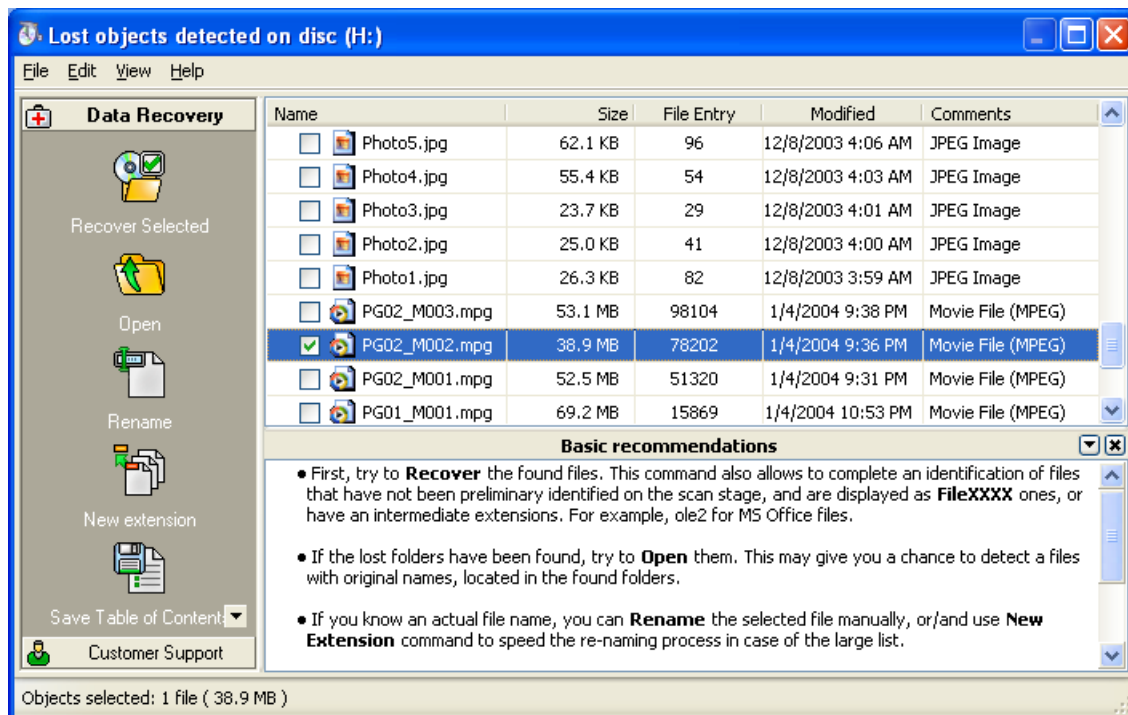 Lost objects detected on disc (H:)
File Edit View Help
Data Recovery
Recover Selected
Open
Rename
New extension
Save Table of Content
Customer Support
Name Size File Entry Modified Comments
Photo5.jpg 62.1 KB 96 12/8/2003 4:06 AM JPEG Image
Photo4.jpg 55.4 KB 54 12/8/2003 4:03 AM JPEG Image
Photo3.jpg 23.7 KB 29 12/8/2003 4:01 AM JPEG Image
Photo2.jpg 25.0 KB 41 12/8/2003 4:00 AM JPEG Image
Photo1.jpg 26.3 KB 82 12/8/2003 3:59 AM JPEG Image
PG02_M003.mpg 53.1 MB 98104 1/4/2004 9:38 PM Movie File (MPEG)
PG02_M002.mpg 38.9 MB 78202 1/4/2004 9:36 PM Movie File (MPEG)
PG02_M001.mpg 52.5 MB 51320 1/4/2004 9:31 PM Movie File (MPEG)
PG01_M001.mpg 69.2 MB 15869 1/4/2004 10:53 PM Movie File (MPEG)
Basic recommendations
● First, try to Recover the found files. This command also allows to complete an identification of files
that have not been preliminary identified on the scan stage, and are displayed as FileXXXX ones, or
have an intermediate extensions. For example, ole2 for MS Office files.
● If the lost folders have been found, try to Open them. This may give you a chance to detect a files
with original names, located in the found folders.
● If you know an actual file name, you can Rename the selected file manually, or/and use New
Extension command to speed the re-naming process in case of the large list.
Objects selected: 1 file ( 38.9 MB )